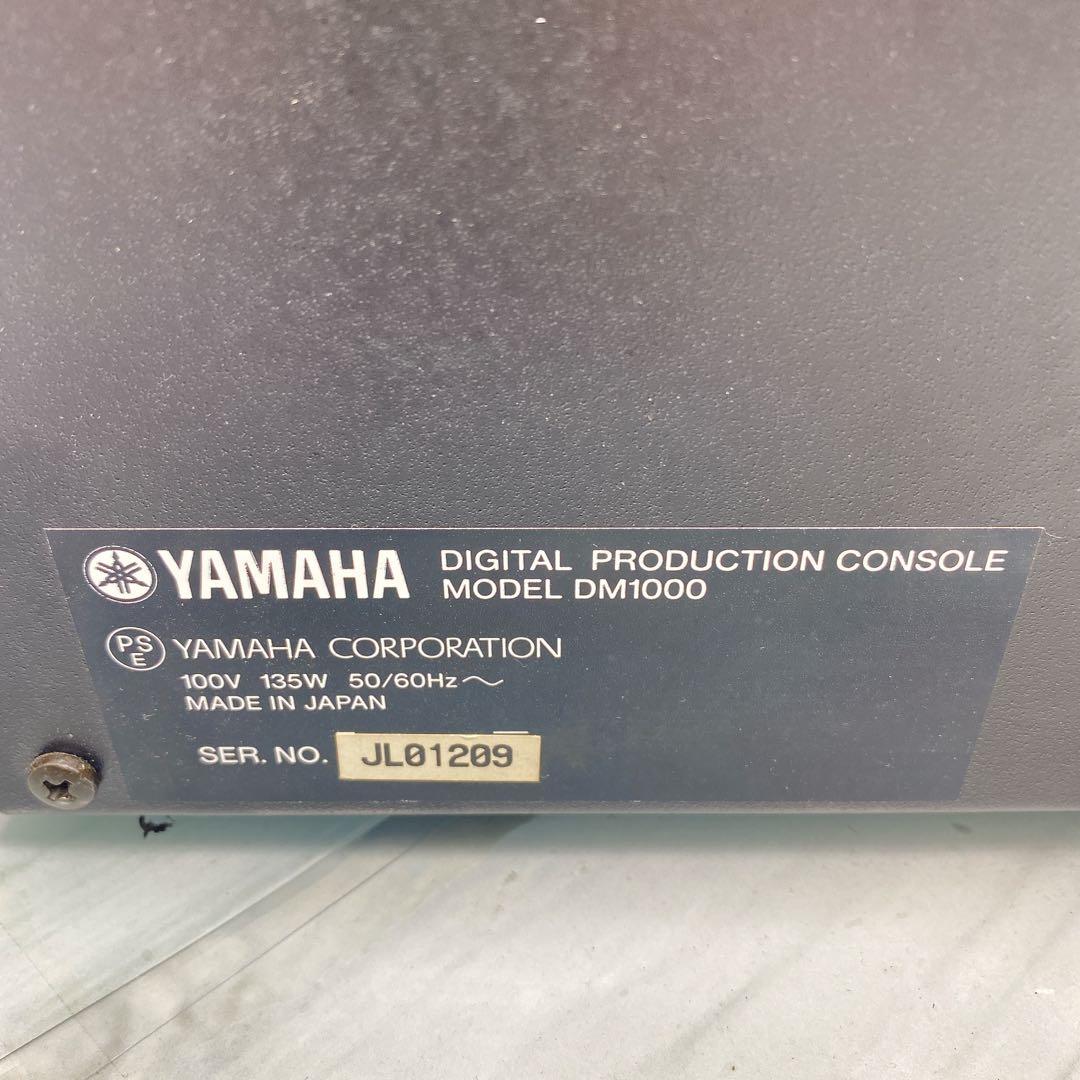 YAMAHA DIGITAL PRODUCTION CONSOLE
MODEL DM1000
PSE YAMAHA CORPORATION
100V 135W 50/60Hz～
MADE IN JAPAN
SER. NO. JL01209